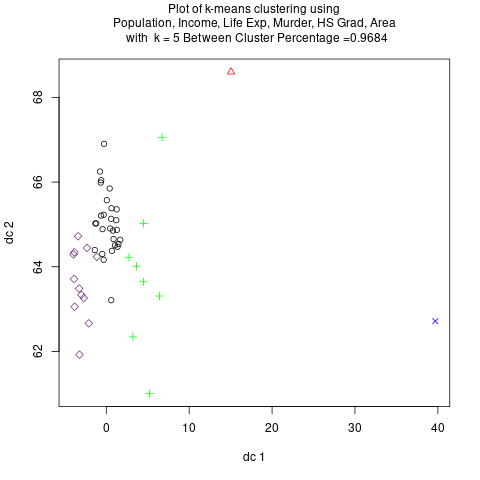 Plot of k-means clustering using
Population, Income, Life Exp, Murder, HS Grad, Area
with  k = 5 Between Cluster Percentage =0.9684
68
66
64
62
dc 2
0 10 20 30 40
dc 1